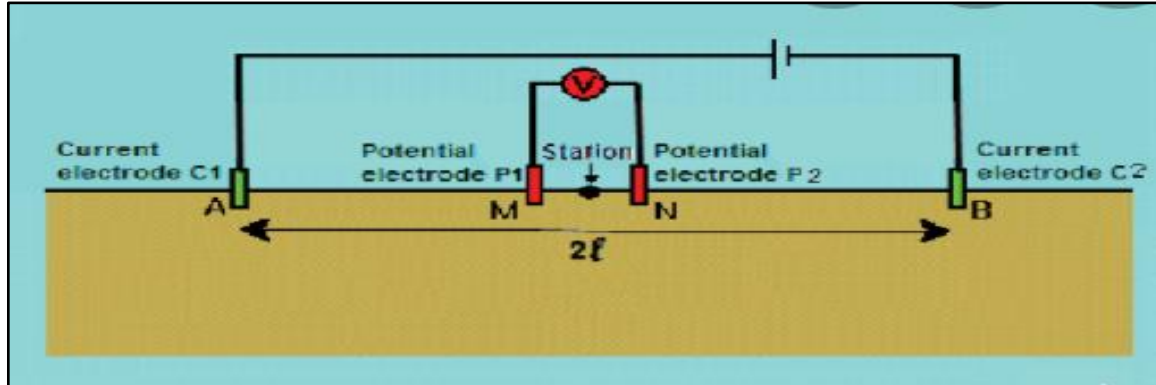 V
Current
electrode C1
Potential
electrode P1
Station
Potential
electrode P2
Current
electrode C2
A
M
N
B
2ℓ